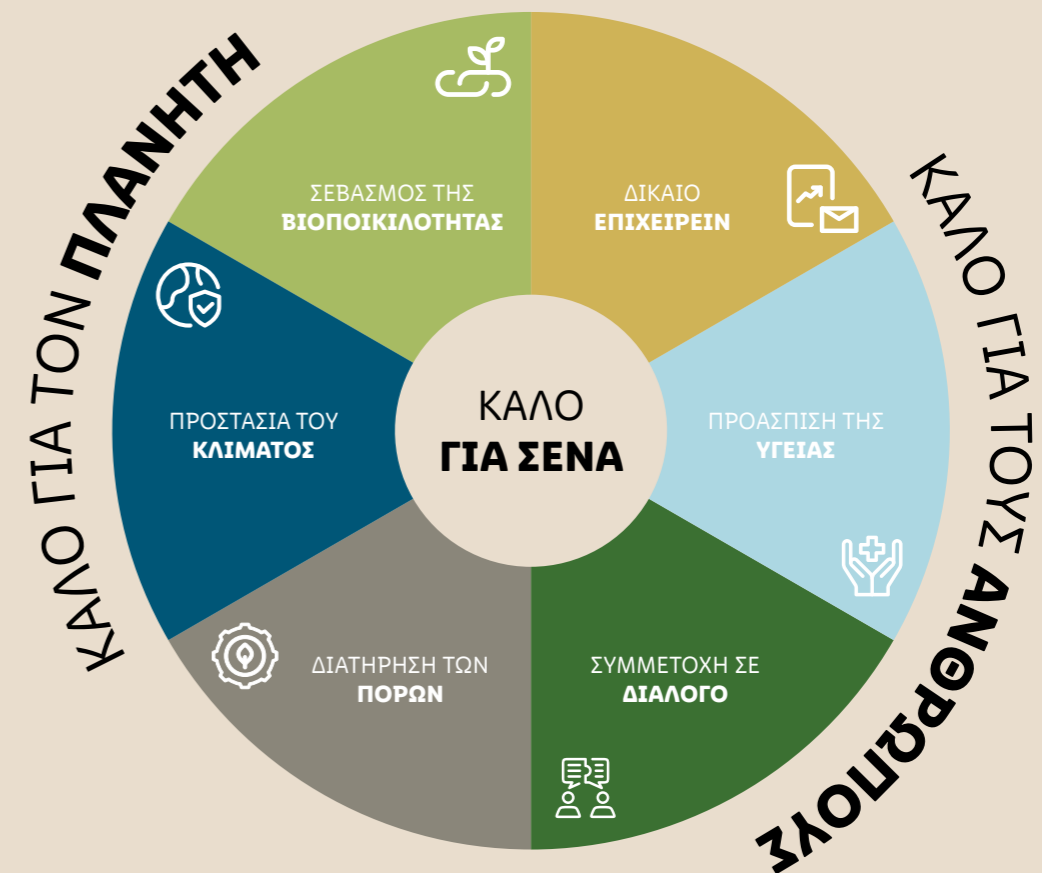 ΚΑΛΟ ΓΙΑ ΤΟΝ ΠΛΑΝΗΤΗ
ΣΕΒΑΣΜΟΣ ΤΗΣ
ΒΙΟΠΟΙΚΙΛΟΤΗΤΑΣ
ΔΙΚΑΙΟ
ΕΠΙΧΕΙΡΕΙΝ
ΚΑΛΟ ΓΙΑ ΤΟΥΣ ΑΝΘΡΩΠΟΥΣ
ΠΡΟΣΤΑΣΙΑ ΤΟΥ
ΚΛΙΜΑΤΟΣ
ΚΑΛΟ
ΓΙΑ ΣΕΝΑ
ΠΡΟΑΣΠΙΣΗ ΤΗΣ
ΥΓΕΙΑΣ
ΔΙΑΤΗΡΗΣΗ ΤΩΝ
ΠΟΡΩΝ
ΣΥΜΜΕΤΟΧΗ ΣΕ
ΔΙΑΛΟΓΟ